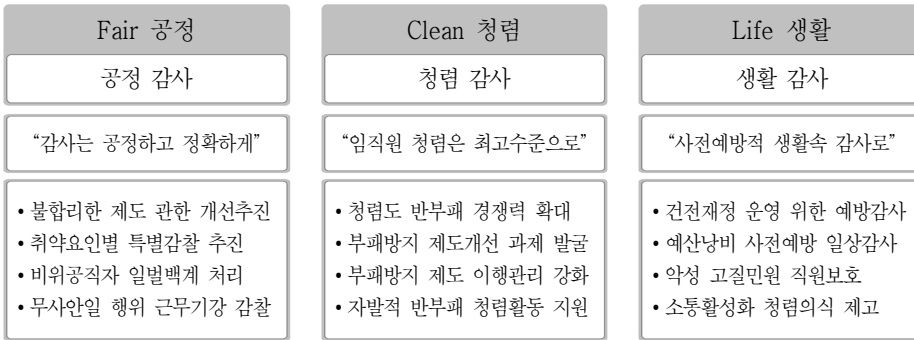 Fair 공정
공정 감사
“감사는 공정하고 정확하게”
• 불합리한 제도 관한 개선추진
• 취약요인별 특별감찰 추진
• 비위공직자 일벌백계 처리
• 무사안일 행위 근무기강 감찰
Clean 청렴
청렴 감사
“임직원 청렴은 최고수준으로”
• 청렴도 반부패 경쟁력 확대
• 부패방지 제도개선 과제 발굴
• 부패방지 제도 이행관리 강화
• 자발적 반부패 청렴활동 지원
Life 생활
생활 감사
“사전예방적 생활속 감사로”
• 건전재정 운영 위한 예방감사
• 예산낭비 사전예방 일상감사
• 악성 고질민원 직원보호
• 소통활성화 청렴의식 제고